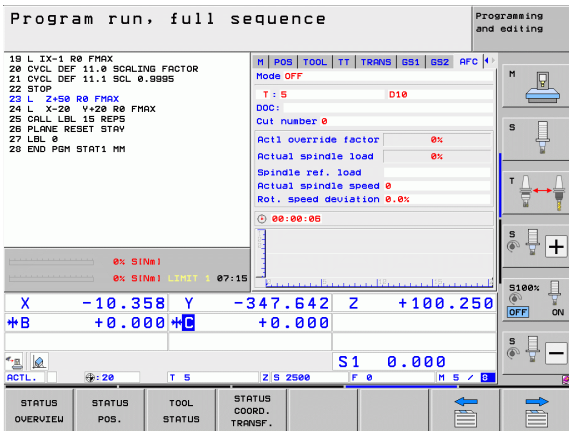 Program run, full sequence
Programming
and editing
19 L IX-1 R0 FMAX
20 CYCL DEF 11.0 SCALING FACTOR
21 CYCL DEF 11.1 SCL 0.9995
22 STOP
23 L Z+50 R0 FMAX
24 L X-20 Y+20 R0 FMAX
25 CALL LBL 15 REP5
26 PLANE RESET STAY
27 LBL 0
28 END PGM STAT1 MM
M POS TOOL TT TRANS GS1 GS2 AFC
Mode OFF
T : 5 D10
DOC:
Cut number 0
Actl override factor 0%
Actual spindle load 0%
Spindle ref. load
Actual spindle speed 0
Rot. speed deviation 0.0%
00:00:06
0% S[Nm]
0% S[Nm] LIMIT 1 07:15
X -10.358 Y -347.642 Z +100.250
B +0.000 C +0.000
S1 0.000
ACTL. : 20 T 5 Z S 2500 F 0 M 5 / 8
M
S
T
S
S100%
OFF ON
S
STATUS
OVERVIEW
STATUS
POS.
TOOL
STATUS
STATUS
COORD.
TRANSF.